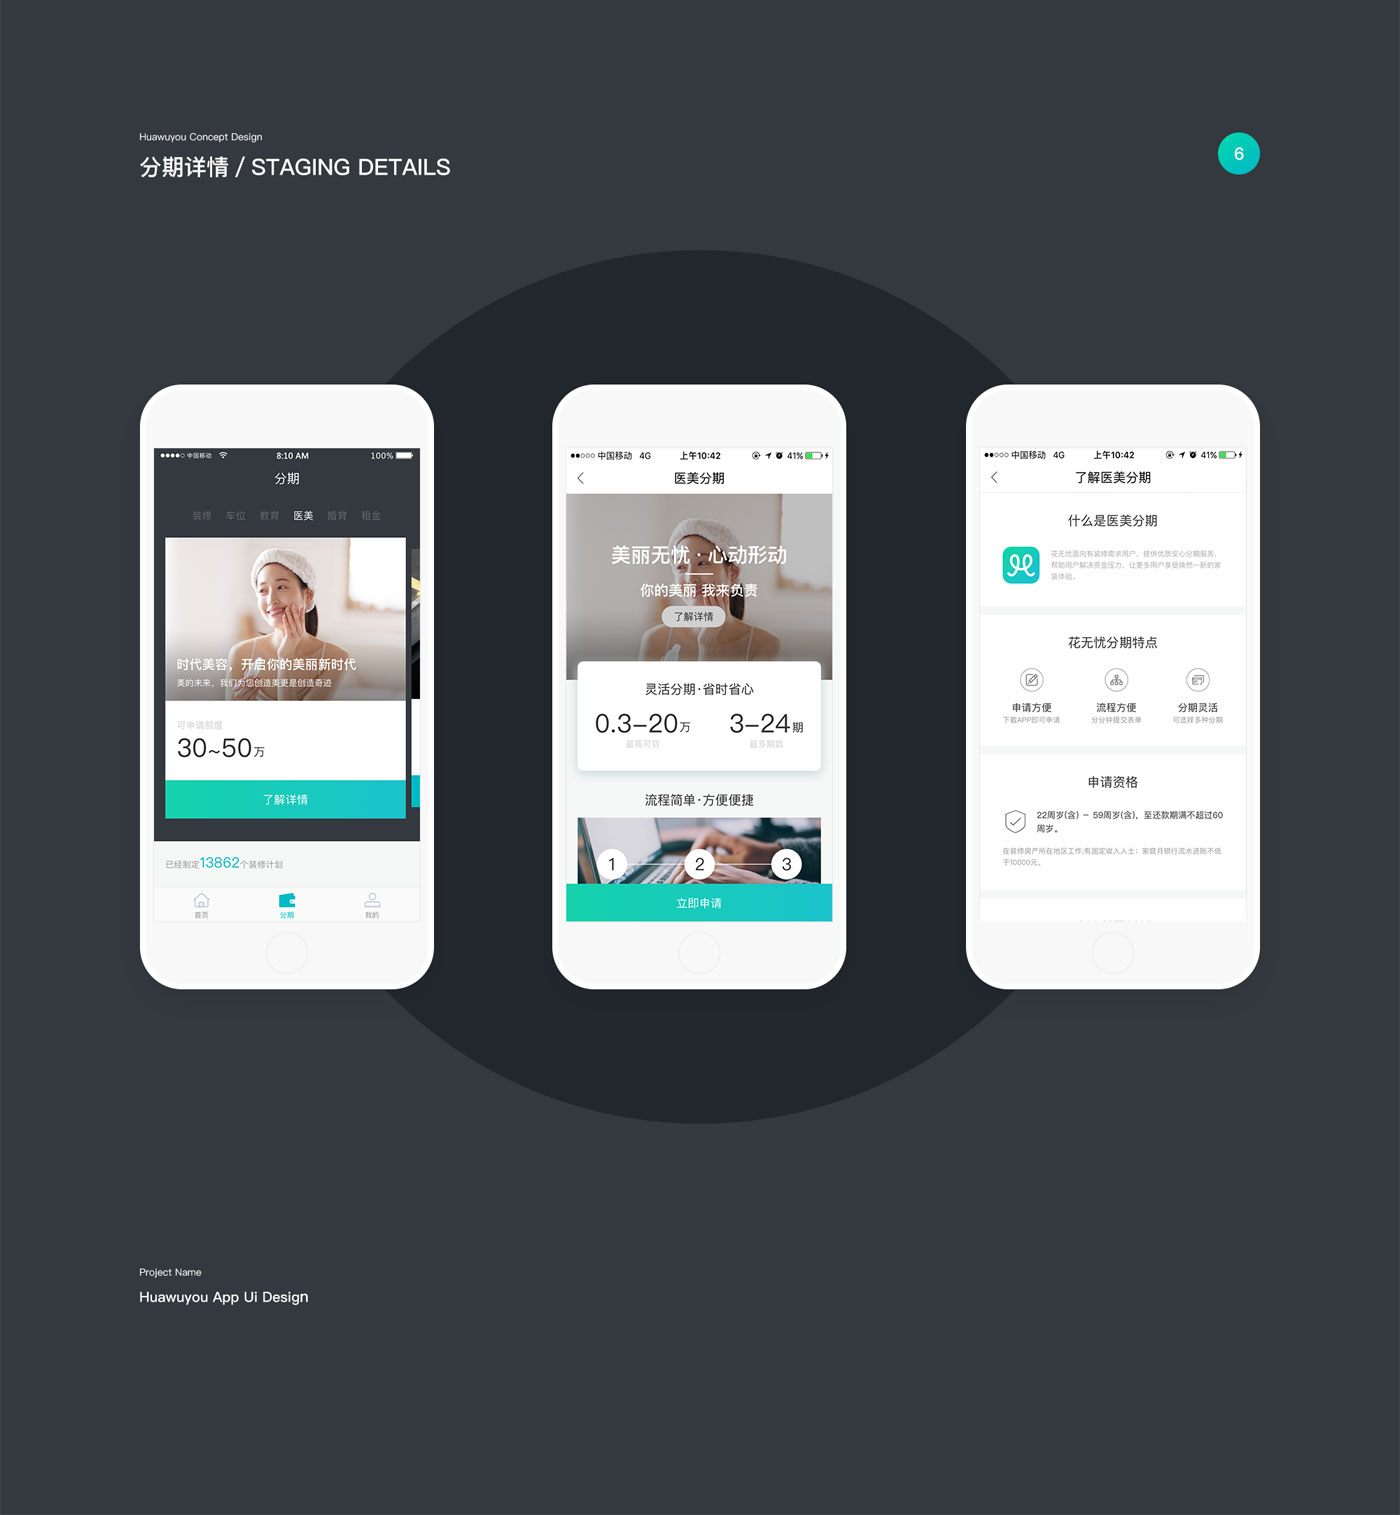 Huawuyou Concept Design
分期详情 / STAGING DETAILS
6
中国移动
8:10 AM
100%
分期
装修 车位 教育 医美 婚育 租金
时代美容，开启你的美丽新时代
美的未来，我们为您创造美更是创造奇迹
可申请额度
30~50万
了解详情
已经制定13862个装修计划
首页 分期 我的
中国移动 4G
上午10:42
41%
医美分期
美丽无忧·心动形动
你的美丽 我来负责
了解详情
灵活分期·省时省心
0.3-20万 3-24期
最高可贷 最多期数
流程简单·方便便捷
1 2 3
立即申请
中国移动 4G
上午10:42
41%
了解医美分期
什么是医美分期
花无忧面向有装修需求用户，提供优质安心分期服务，
帮助用户解决资金压力，让更多用户享受焕然一新的家
装体验。
花无忧分期特点
申请方便 流程方便 分期灵活
下载APP即可申请 分分钟提交表单 可选择多种分期
申请资格
22周岁(含) - 59周岁(含)，至还款期满不超过60
周岁。
在装修房产所在地区工作;有固定收入人士；家庭月银行流水进账不低
于10000元。
Project Name
Huawuyou App Ui Design